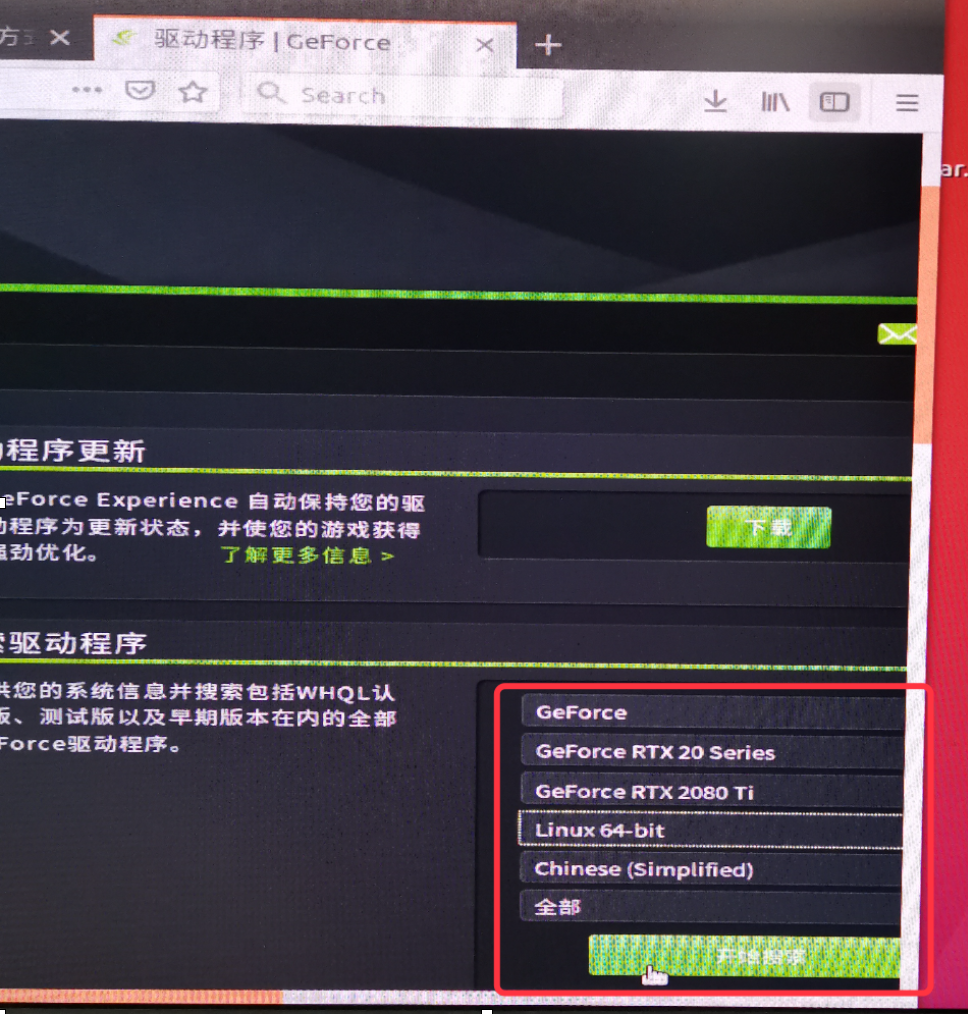 驱动程序 | GeForce
Search
ar.
程序更新
eForce Experience 自动保持您的驱
动程序为更新状态，并使您的游戏获得
强劲优化。 了解更多信息 >
下载
驱动程序
供您的系统信息并搜索包括WHQL认
版、测试版以及早期版本在内的全部
Force驱动程序。
GeForce
GeForce RTX 20 Series
GeForce RTX 2080 Ti
Linux 64-bit
Chinese (Simplified)
全部
开始搜索